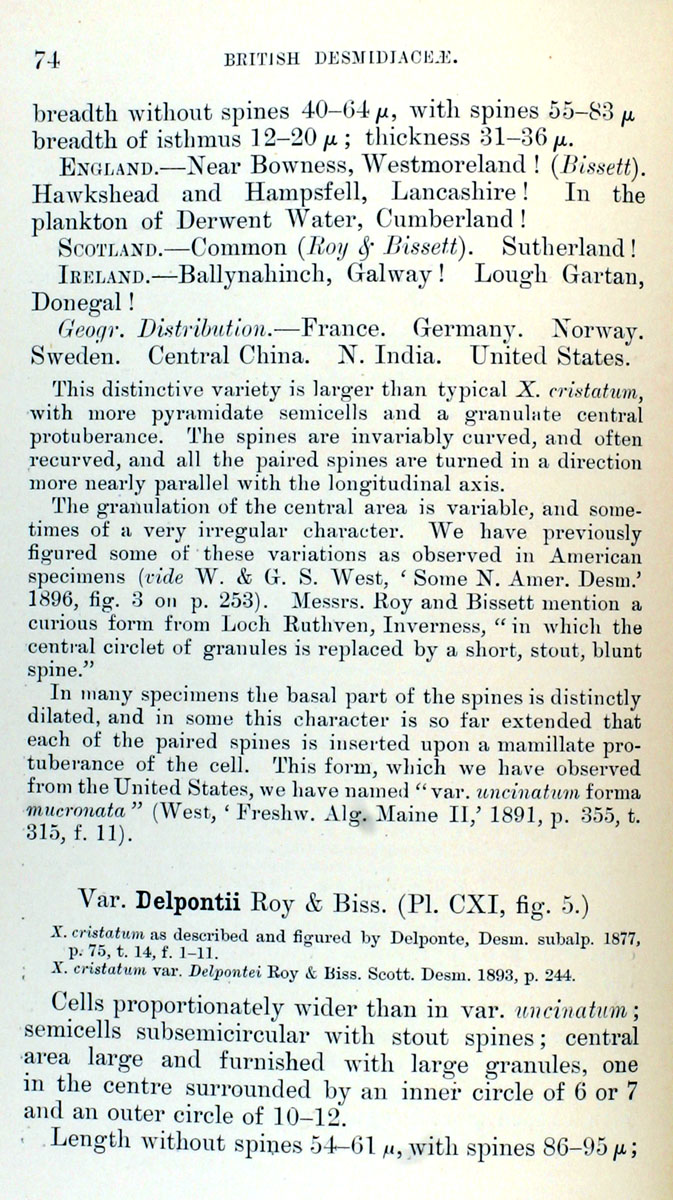 74 BRITISH DESMIDIACEÆ.
breadth without spines 40–64 µ, with spines 55–83 µ
breadth of isthmus 12–20 µ ; thickness 31–36 µ.
ENGLAND.—Near Bowness, Westmoreland ! (Bissett).
Hawkshead and Hampsfell, Lancashire ! In the
plankton of Derwent Water, Cumberland !
SCOTLAND.—Common (Roy & Bissett). Sutherland !
IRELAND.—Ballynahinch, Galway ! Lough Gartan,
Donegal !
Geogr. Distribution.—France. Germany. Norway.
Sweden. Central China. N. India. United States.
This distinctive variety is larger than typical X. cristatum,
with more pyramidate semicells and a granulate central
protuberance. The spines are invariably curved, and often
recurved, and all the paired spines are turned in a direction
more nearly parallel with the longitudinal axis.
The granulation of the central area is variable, and some-
times of a very irregular character. We have previously
figured some of these variations as observed in American
specimens (vide W. & G. S. West, ‘ Some N. Amer. Desm.’
1896, fig. 3 on p. 253). Messrs. Roy and Bissett mention a
curious form from Loch Ruthven, Inverness, “ in which the
central circlet of granules is replaced by a short, stout, blunt
spine.”
In many specimens the basal part of the spines is distinctly
dilated, and in some this character is so far extended that
each of the paired spines is inserted upon a mamillate pro-
tuberance of the cell. This form, which we have observed
from the United States, we have named “ var. uncinatum forma
mucronata ” (West, ‘ Freshw. Alg. Maine II,’ 1891, p. 355, t.
315, f. 11).
Var. Delpontii Roy & Biss. (Pl. CXI, fig. 5.)
X. cristatum as described and figured by Delponte, Desm. subalp. 1877,
p. 75, t. 14, f. 1–11.
X. cristatum var. Delpontei Roy & Biss. Scott. Desm. 1893, p. 244.
Cells proportionately wider than in var. uncinatum ;
semicells subsemicircular with stout spines ; central
area large and furnished with large granules, one
in the centre surrounded by an inner circle of 6 or 7
and an outer circle of 10–12.
Length without spines 54–61 µ, with spines 86–95 µ ;